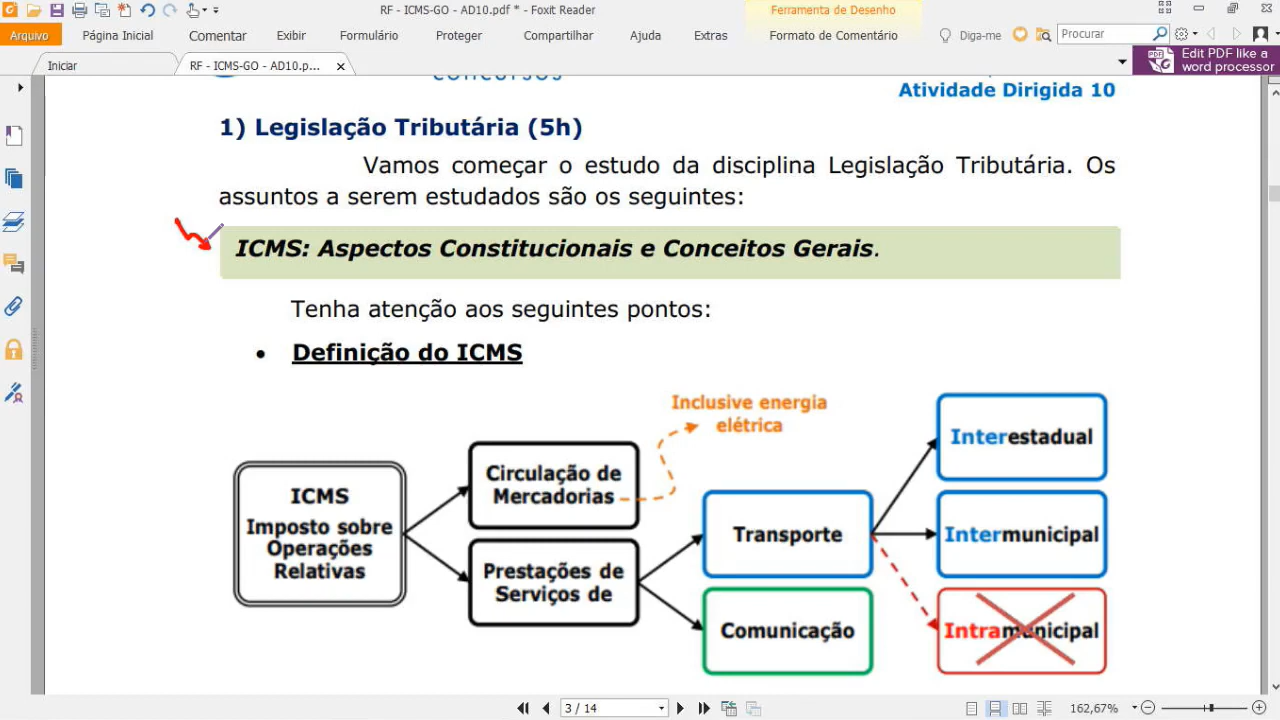 RF - ICMS-GO - AD10.pdf * - Foxit Reader
Ferramenta de Desenho
Arquivo
Página Inicial
Comentar
Exibir
Formulário
Proteger
Compartilhar
Ajuda
Extras
Formato de Comentário
Diga-me
Procurar
Iniciar
RF - ICMS-GO - AD10.p...
Edit PDF like a
word processor
CONCURSOS
Atividade Dirigida 10
1) Legislação Tributária (5h)
Vamos começar o estudo da disciplina Legislação Tributária. Os
assuntos a serem estudados são os seguintes:
ICMS: Aspectos Constitucionais e Conceitos Gerais.
Tenha atenção aos seguintes pontos:
• Definição do ICMS
ICMS
Imposto sobre
Operações
Relativas
Circulação de
Mercadorias
Inclusive energia
elétrica
Prestações de
Serviços de
Transporte
Comunicação
Interestadual
Intermunicipal
Intramunicipal
3 / 14
162,67%